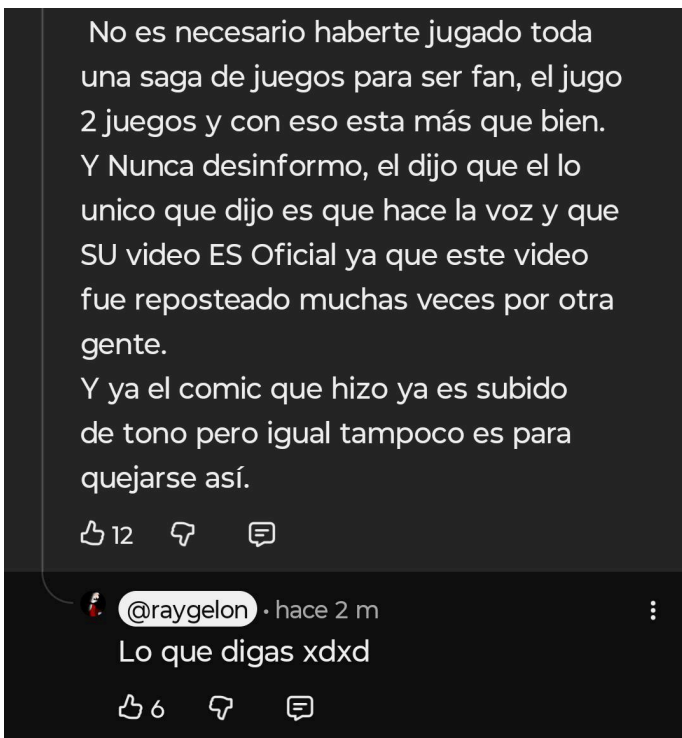 No es necesario haberte jugado toda
una saga de juegos para ser fan, el jugo
2 juegos y con eso esta más que bien.
Y Nunca desinformo, el dijo que el lo
unico que dijo es que hace la voz y que
SU video ES Oficial ya que este video
fue reposteado muchas veces por otra
gente.
Y ya el comic que hizo ya es subido
de tono pero igual tampoco es para
quejarse así.
12
@raygelon · hace 2 m
Lo que digas xdxd
6